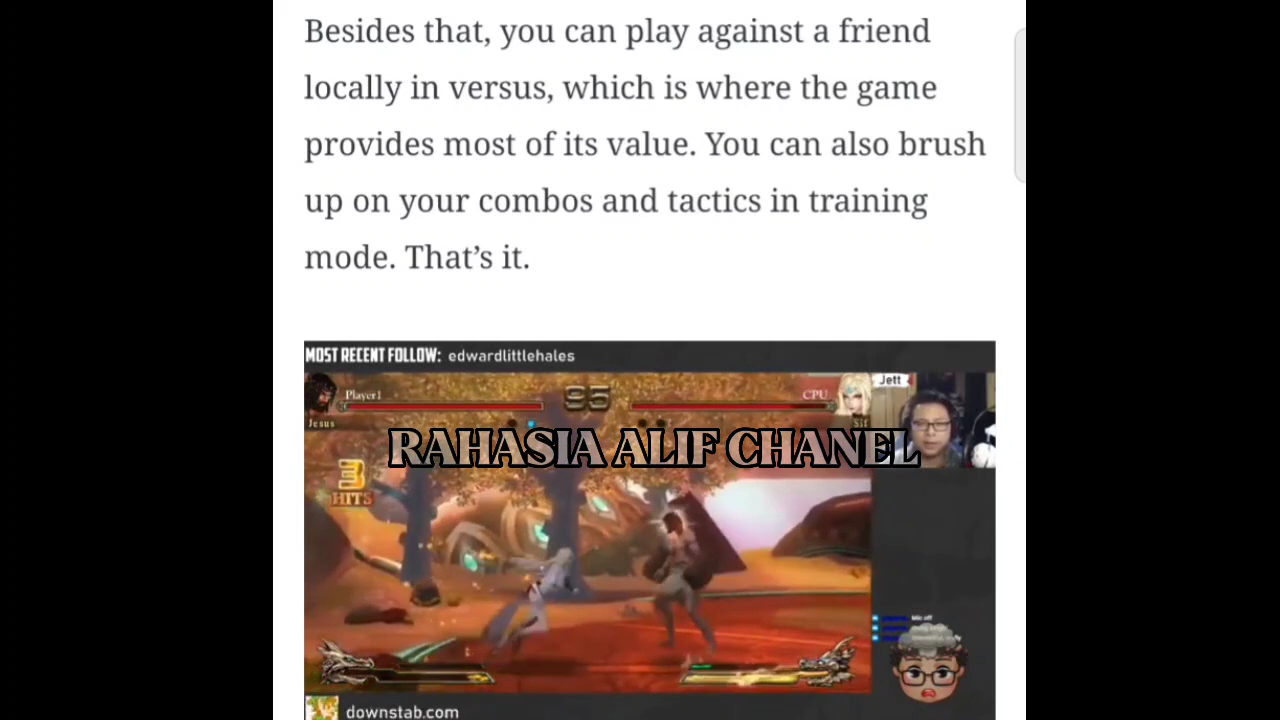 Besides that, you can play against a friend
locally in versus, which is where the game
provides most of its value. You can also brush
up on your combos and tactics in training
mode. That’s it.
MOST RECENT FOLLOW: edwardlittlehales
Player1
95
CPU
Jett
Jesus
Sif
RAHASIA ALIF CHANEL
3
HITS
downstab.com